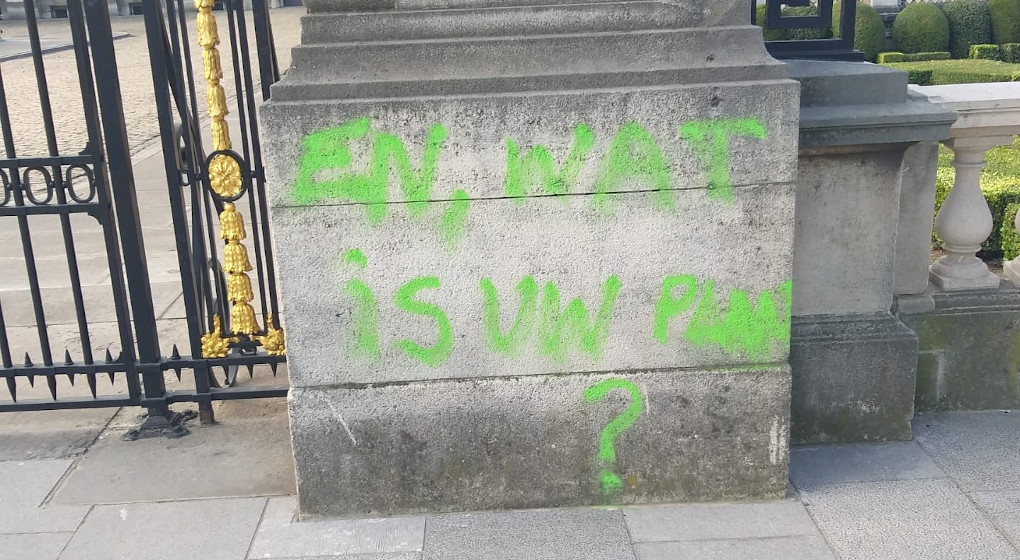 EN, WAT
is UW PLAN
?